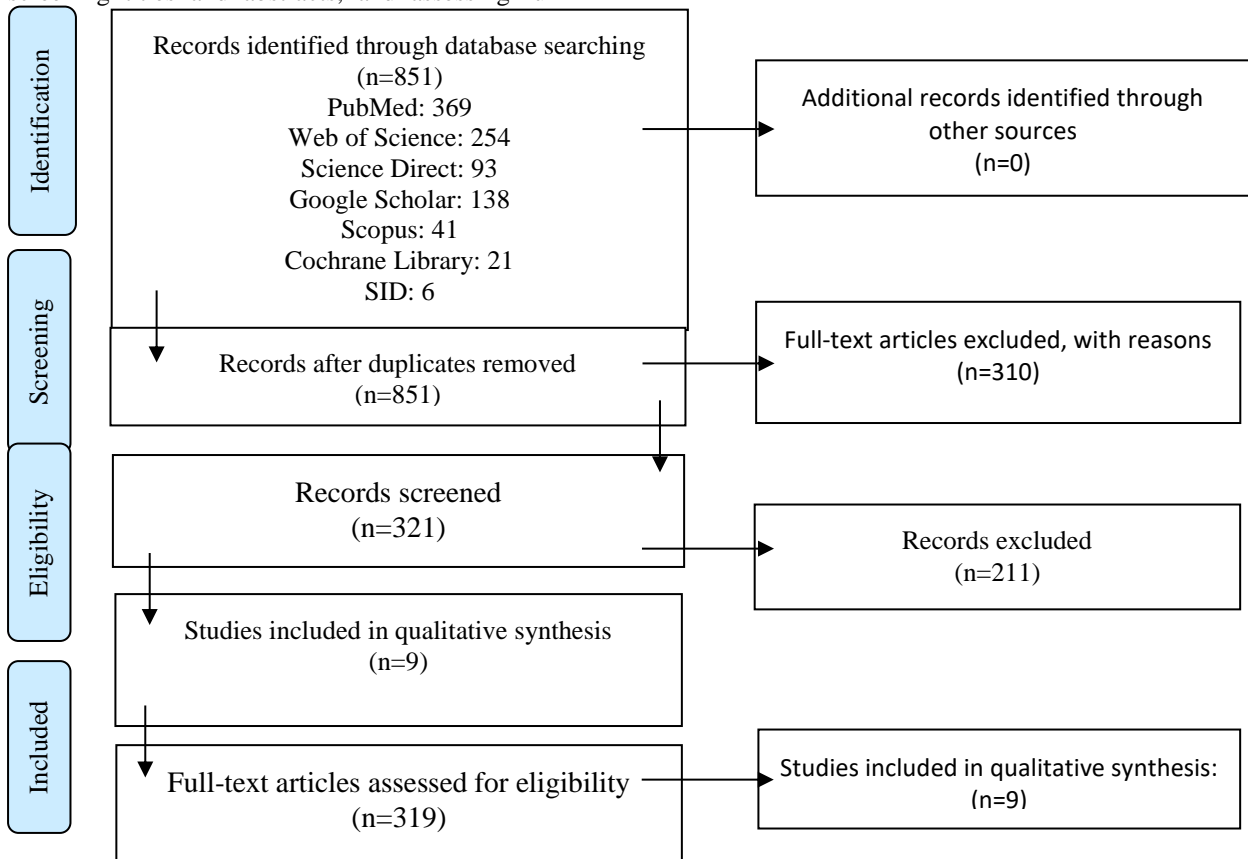 Identification
Records identified through database searching
(n=851)
PubMed: 369
Web of Science: 254
Science Direct: 93
Google Scholar: 138
Scopus: 41
Cochrane Library: 21
SID: 6
Additional records identified through
other sources
(n=0)
Screening
Records after duplicates removed
(n=851)
Full-text articles excluded, with reasons
(n=310)
Eligibility
Records screened
(n=321)
Records excluded
(n=211)
Studies included in qualitative synthesis
(n=9)
Included
Full-text articles assessed for eligibility
(n=319)
Studies included in qualitative synthesis:
(n=9)